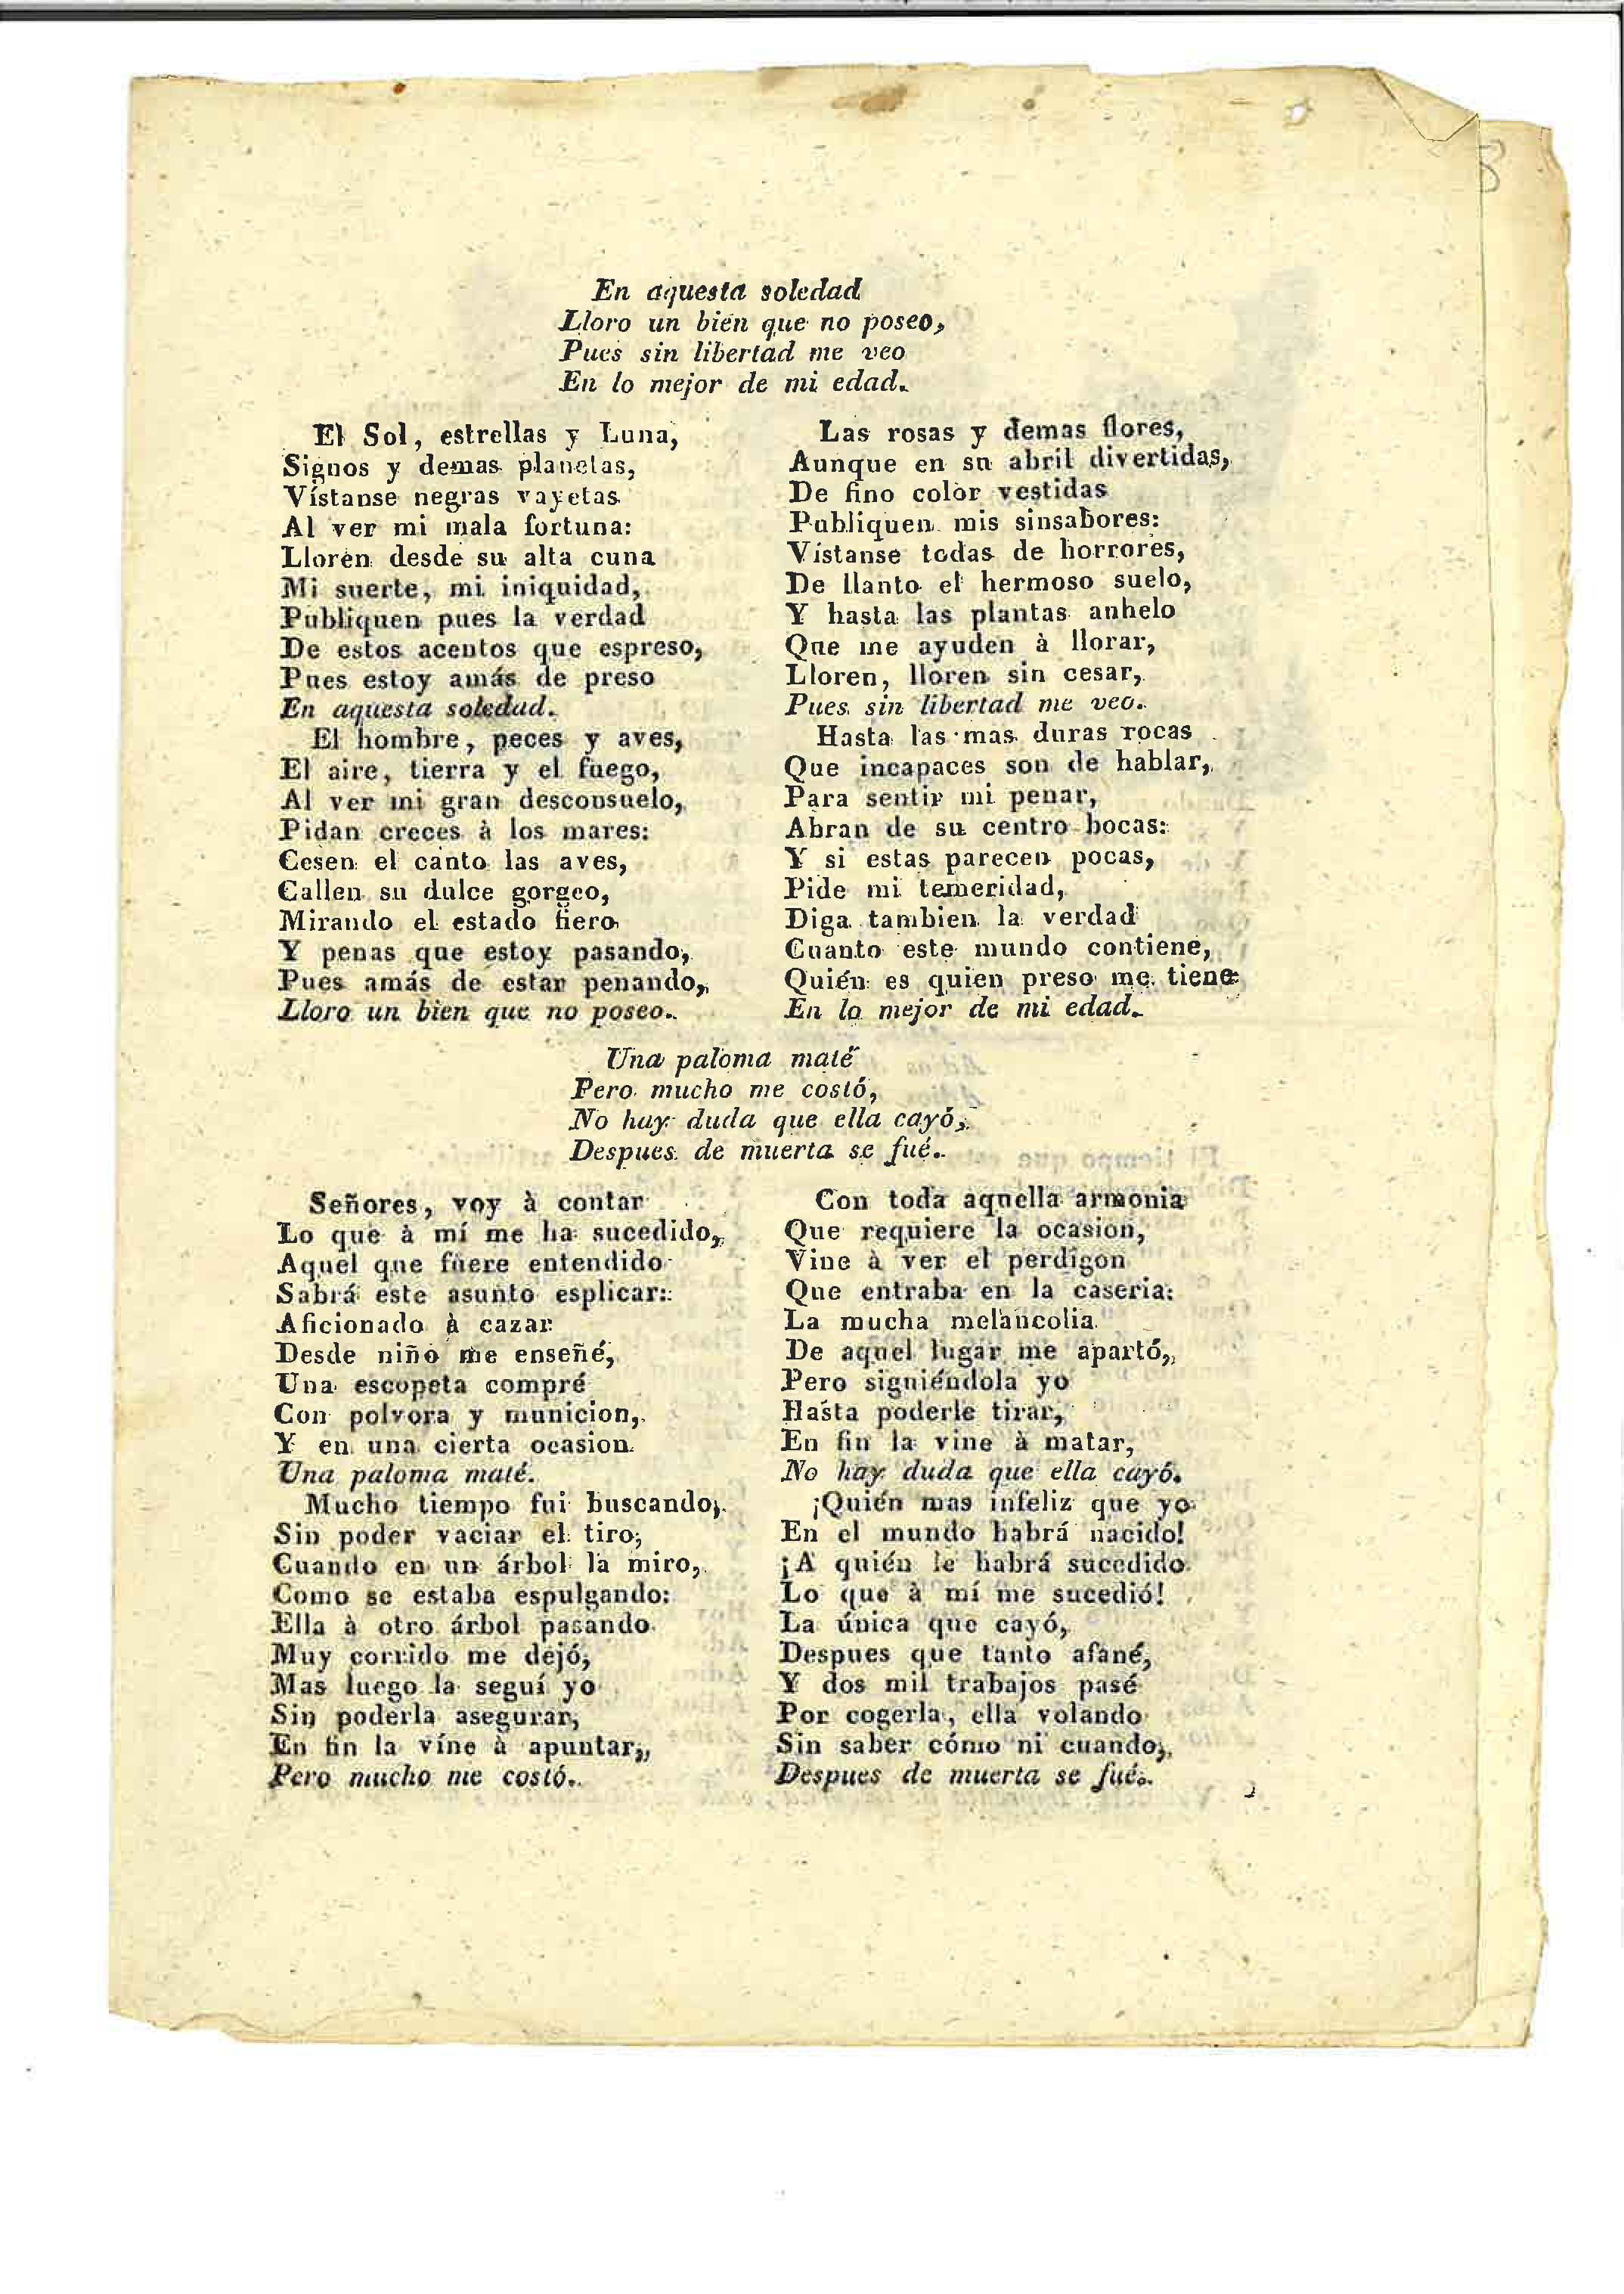 8
En aquesta soledad
Lloro un bien que no poseo,
Pues sin libertad me veo
En lo mejor de mi edad.
El Sol, estrellas y Luna,
Signos y demas planetas,
Vístanse negras vayetas
Al ver mi mala fortuna:
Lloren desde su alta cuna
Mi suerte, mi iniquidad,
Publiquen pues la verdad
De estos acentos que espreso,
Pues estoy amás de preso
En aquesta soledad.
El hombre, peces y aves,
El aire, tierra y el fuego,
Al ver mi gran desconsuelo,
Pidan creces à los mares:
Cesen el canto las aves,
Callen su dulce gorgeo,
Mirando el estado fiero
Y penas que estoy pasando,
Pues amás de estar penando,
Lloro un bien que no poseo.
Las rosas y demas flores,
Aunque en su abril divertidas,
De fino color vestidas
Publiquen mis sinsabores:
Vístanse todas de horrores,
De llanto el hermoso suelo,
Y hasta las plantas anhelo
Que me ayuden à llorar,
Lloren, lloren sin cesar,
Pues sin libertad me veo.
Hasta las mas duras rocas
Que incapaces son de hablar,
Para sentir mi penar,
Abran de su centro bocas:
Y si estas parecen pocas,
Pide mi temeridad,
Diga tambien la verdad
Cuanto este mundo contiene,
Quién es quien preso me tiene
En lo mejor de mi edad.
Una paloma maté
Pero mucho me costó,
No hay duda que ella cayó,
Despues de muerta se fué.
Señores, voy à contar
Lo que à mí me ha sucedido,
Aquel que fuere entendido
Sabrá este asunto esplicar:
Aficionado à cazar
Desde niño me enseñé,
Una escopeta compré
Con polvora y municion,
Y en una cierta ocasion
Una paloma maté.
Mucho tiempo fui buscando,
Sin poder vaciar el tiro,
Cuando en un árbol la miro,
Como se estaba espulgando:
Ella à otro árbol pasando
Muy corrido me dejó,
Mas luego la seguí yo
Sin poderla asegurar,
En fin la víne à apuntar,
Pero mucho me costó.
Con toda aquella armonia
Que requiere la ocasion,
Vine à ver el perdigon
Que entraba en la caseria:
La mucha melancolia
De aquel lugar me apartó,
Pero siguiéndola yo
Hasta poderle tirar,
En fin la vine à matar,
No hay duda que ella cayó.
¡Quién mas infeliz que yo
En el mundo habrá nacido!
¡A quién le habrá sucedido
Lo que à mí me sucedió!
La única que cayó,
Despues que tanto afané,
Y dos mil trabajos pasé
Por cogerla, ella volando
Sin saber cómo ni cuando,
Despues de muerta se fué.